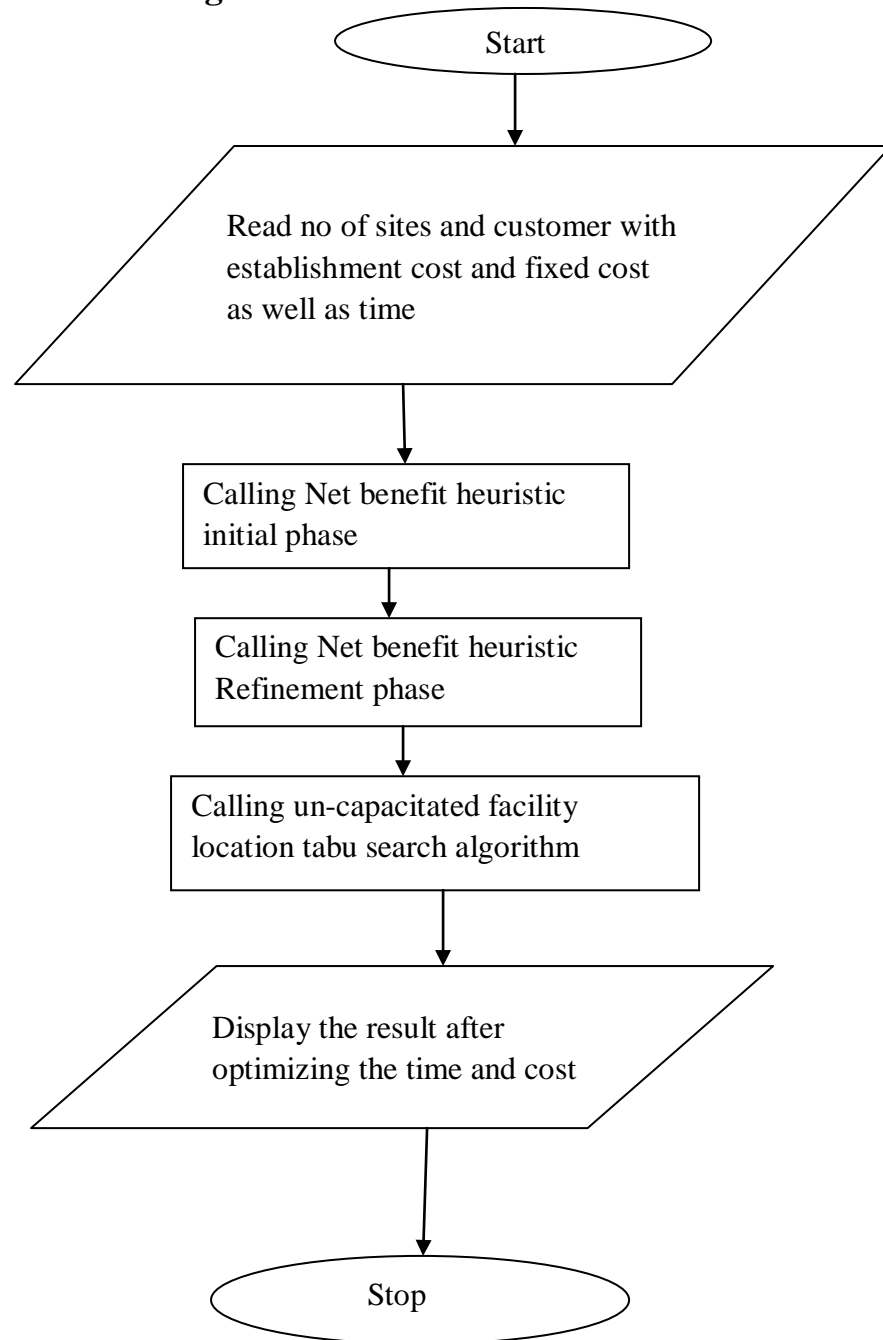 Start
Read no of sites and customer with
establishment cost and fixed cost
as well as time
Calling Net benefit heuristic
initial phase
Calling Net benefit heuristic
Refinement phase
Calling un-capacitated facility
location tabu search algorithm
Display the result after
optimizing the time and cost
Stop